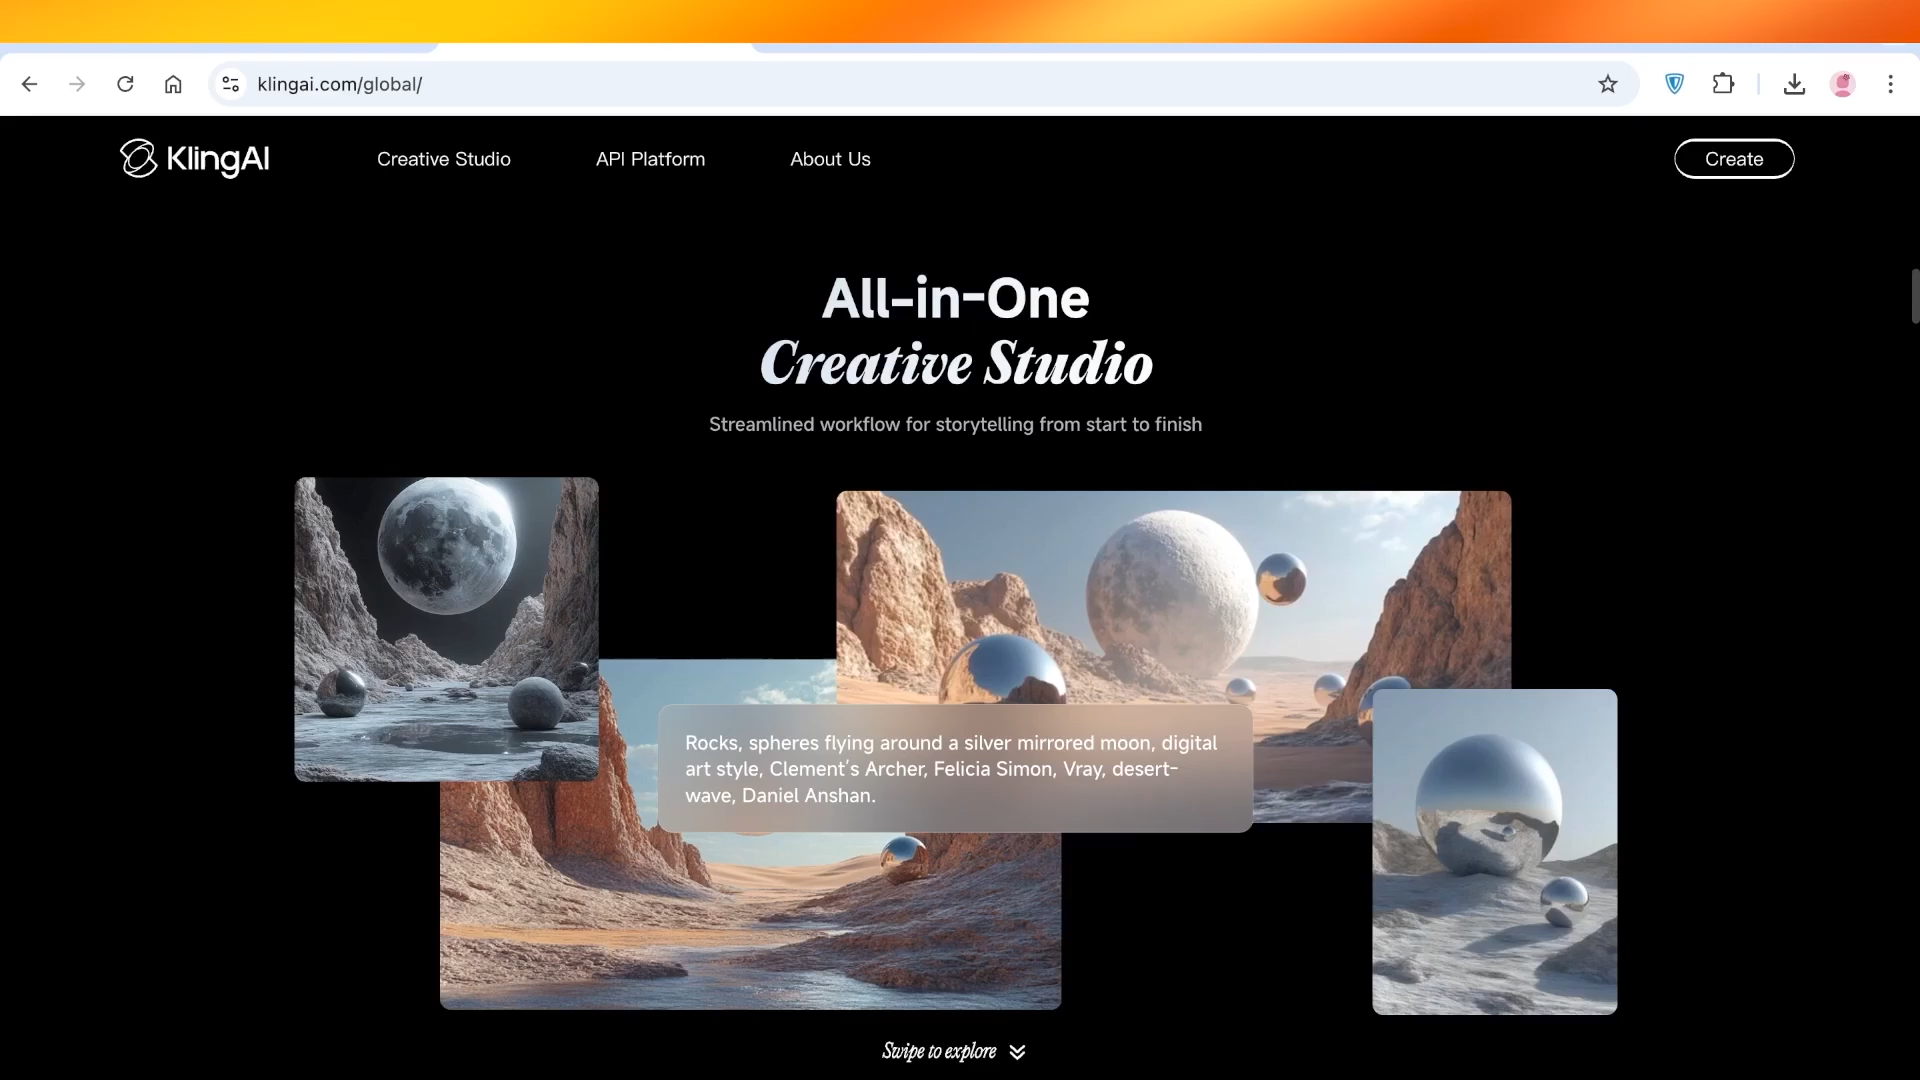 klingai.com/global/
KlingAI
Creative Studio
API Platform
About Us
Create
All-in-One
Creative Studio
Streamlined workflow for storytelling from start to finish
Rocks, spheres flying around a silver mirrored moon, digital
art style, Clement's Archer, Felicia Simon, Vray, desert-
wave, Daniel Anshan.
Swipe to explore